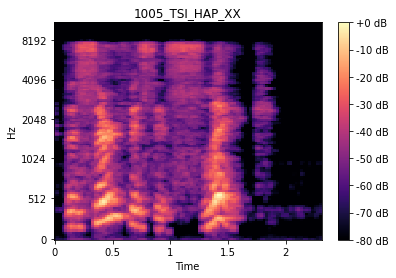 1005_TSI_HAP_XX
+0 dB
8192
-10 dB
4096
-20 dB
-30 dB
2048
Hz
-40 dB
1024
-50 dB
512
-60 dB
-70 dB
0
-80 dB
0
0.5
1
1.5
2
Time